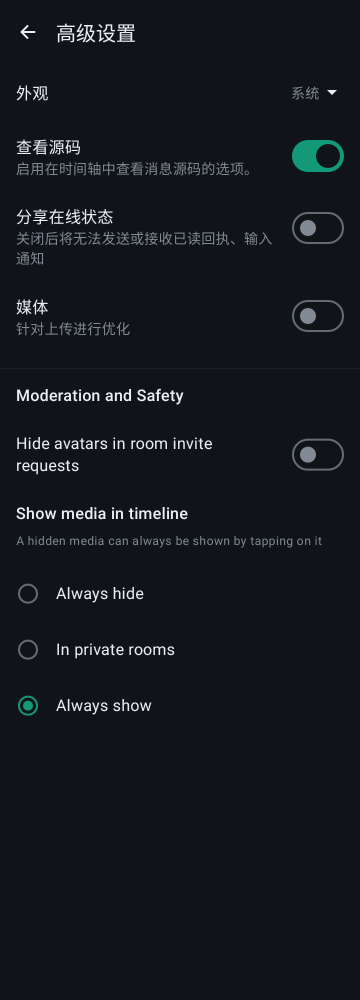 高级设置
外观
系统
查看源码
启用在时间轴中查看消息源码的选项。
分享在线状态
关闭后将无法发送或接收已读回执、输入
通知
媒体
针对上传进行优化
Moderation and Safety
Hide avatars in room invite
requests
Show media in timeline
A hidden media can always be shown by tapping on it
Always hide
In private rooms
Always show